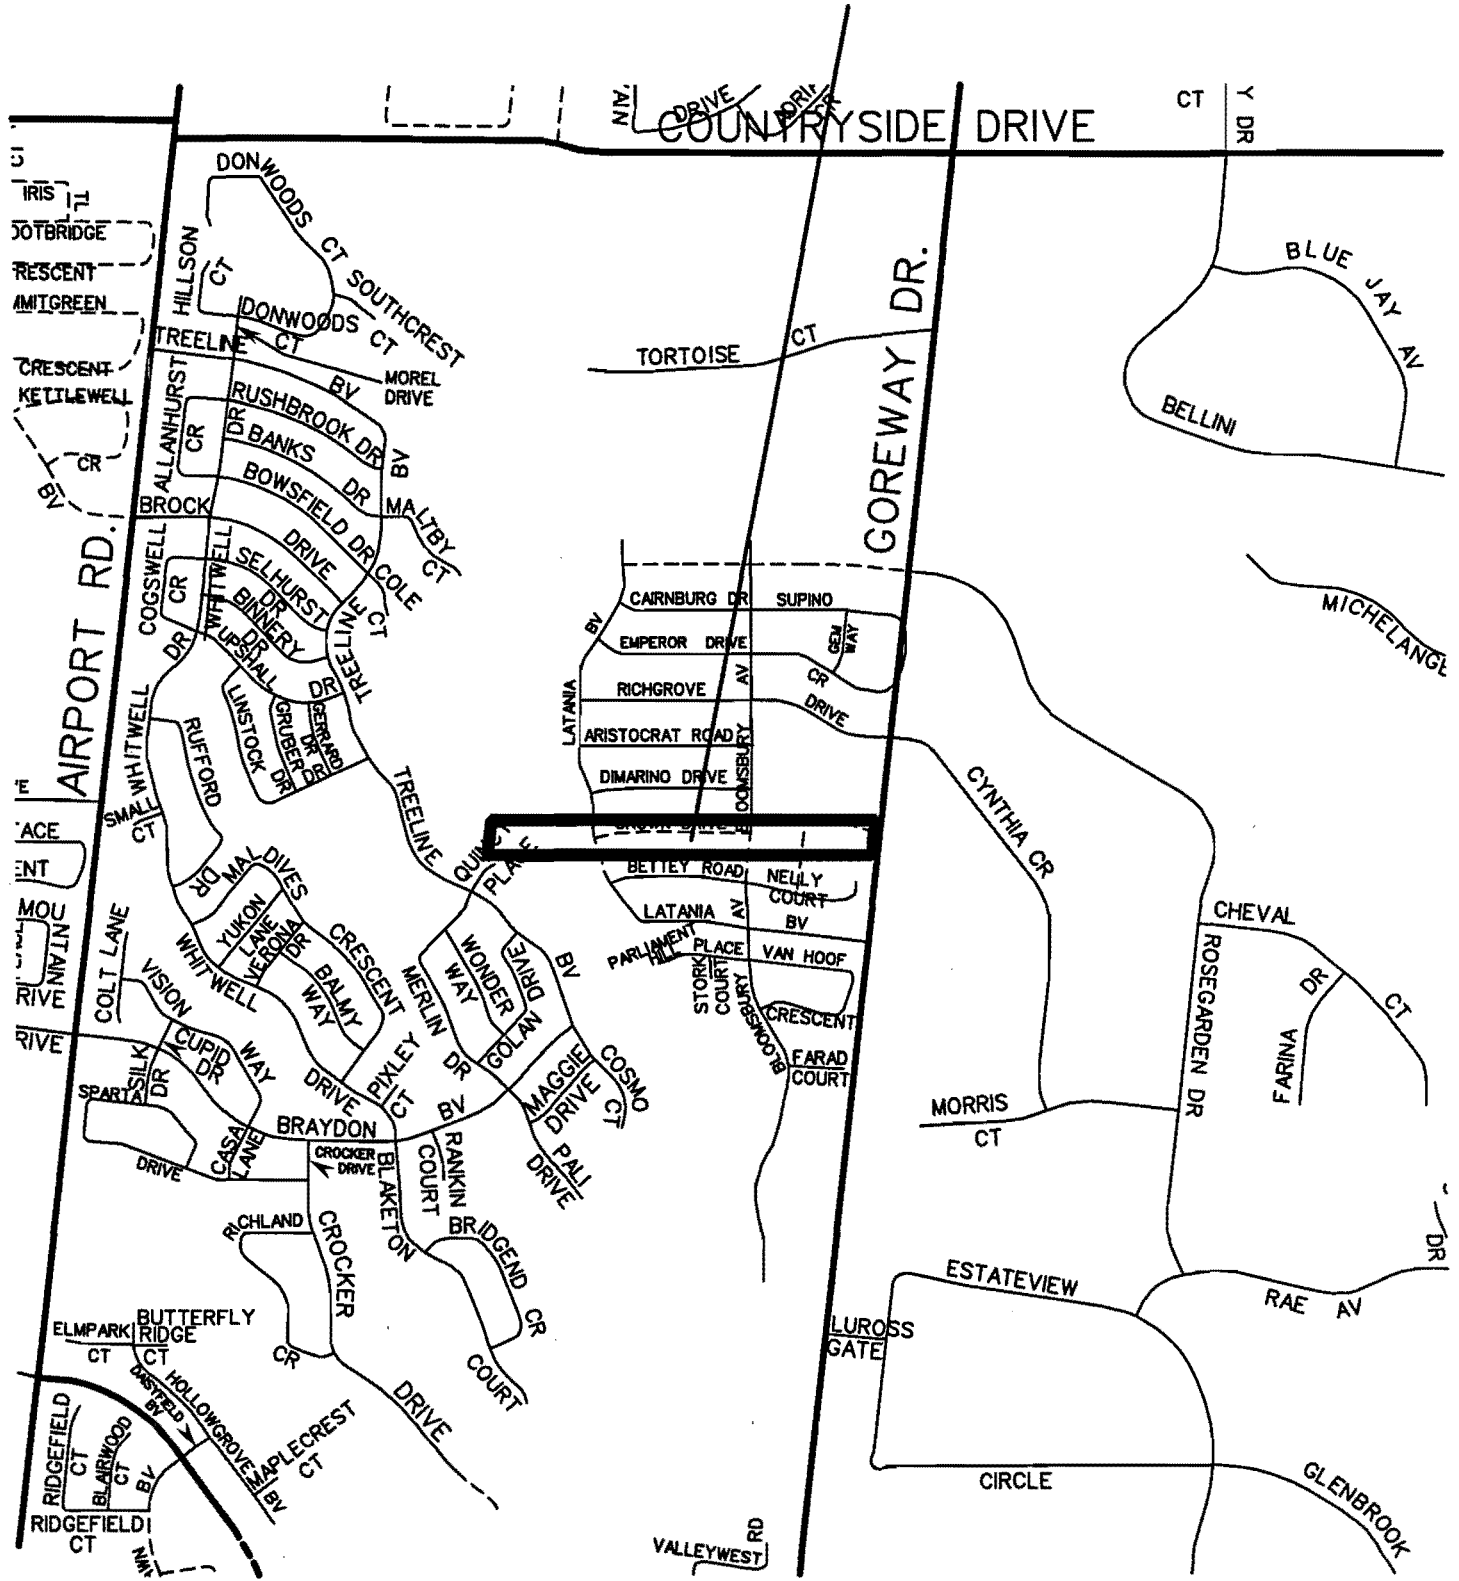 DRIVE
COUNTRYSIDE DRIVE
CT
Y DR
IRIS
TL
OOTBRIDGE
RESCENT
MMITGREEN
CRESCENT
KETTLEWELL
CR
BV
DONWOODS CT
SOUTHCREST
CT
HILLSON
CT
DONWOODS
CT
TREELINE
BV
MOREL
DRIVE
ALLANHURST
CR
DR
RUSHBROOK DR
BANKS
DR
BV
BOWSFIELD DR
MALTBY
CT
BROCK
DRIVE
COLE
CT
AIRPORT RD.
COGSWELL
CR
WHITWELL
DR
SELHURST
DR
BINNERY
DR
UPSHALL
DR
TREELINE
LINSTOCK
GRUBER
DR
GERRARD
DR
DR
WHITWELL
RUFFORD
DR
SMALL
CT
TREELINE
BV
TORTOISE
CT
GOREWAY DR.
BLUE JAY AV
BELLINI
MICHELANGE
CAIRNBURG DR
SUPINO
BV
EMPEROR DRIVE
GEM
WAY
AV
CR
RICHGROVE
DRIVE
LATANIA
ARISTOCRAT ROAD
DIMARINO DRIVE
CYNTHIA CR
PLACE
BETTEY ROAD
NELLY
COURT
LATANIA
AV
BV
PARLIAMENT
HILL
PLACE
VAN HOOF
STORK
COURT
BLOOMSBURY
CRESCENT
FARAD
COURT
ACE
ENT
MOUNTAIN
RIVE
RIVE
COLT LANE
MALDIVES
CRESCENT
YUKON
LANE
VERONA
DR
WHITWELL
DRIVE
BALMY
WAY
WONDER
WAY
DRIVE
MERLIN
DR
GOLAN
VISION
WAY
CUPID
DR
SILK
DR
SPARTA
DRIVE
CASA
LANE
PIXLEY
CT
MAGGIE
DRIVE
COSMO
CT
BRAYDON
BV
CROCKER
DRIVE
BLAKETON
RANKIN
COURT
PALI
DRIVE
RICHLAND
CR
CROCKER
DRIVE
BRIDGEND
CR
COURT
CHEVAL
CT
DR
FARINA
ROSEGARDEN DR
MORRIS
CT
ESTATEVIEW
RAE AV
DR
LUROSS
GATE
CIRCLE
GLENBROOK
BUTTERFLY
RIDGE
CT
ELMPARK
CT
HOLLOWGROVE
BV
DAISYFIELD
BV
MAPLECREST
CT
RIDGEFIELD
CT
BLAIRWOOD
CT
BV
RIDGEFIELD
CT
VALLEYWEST
RD